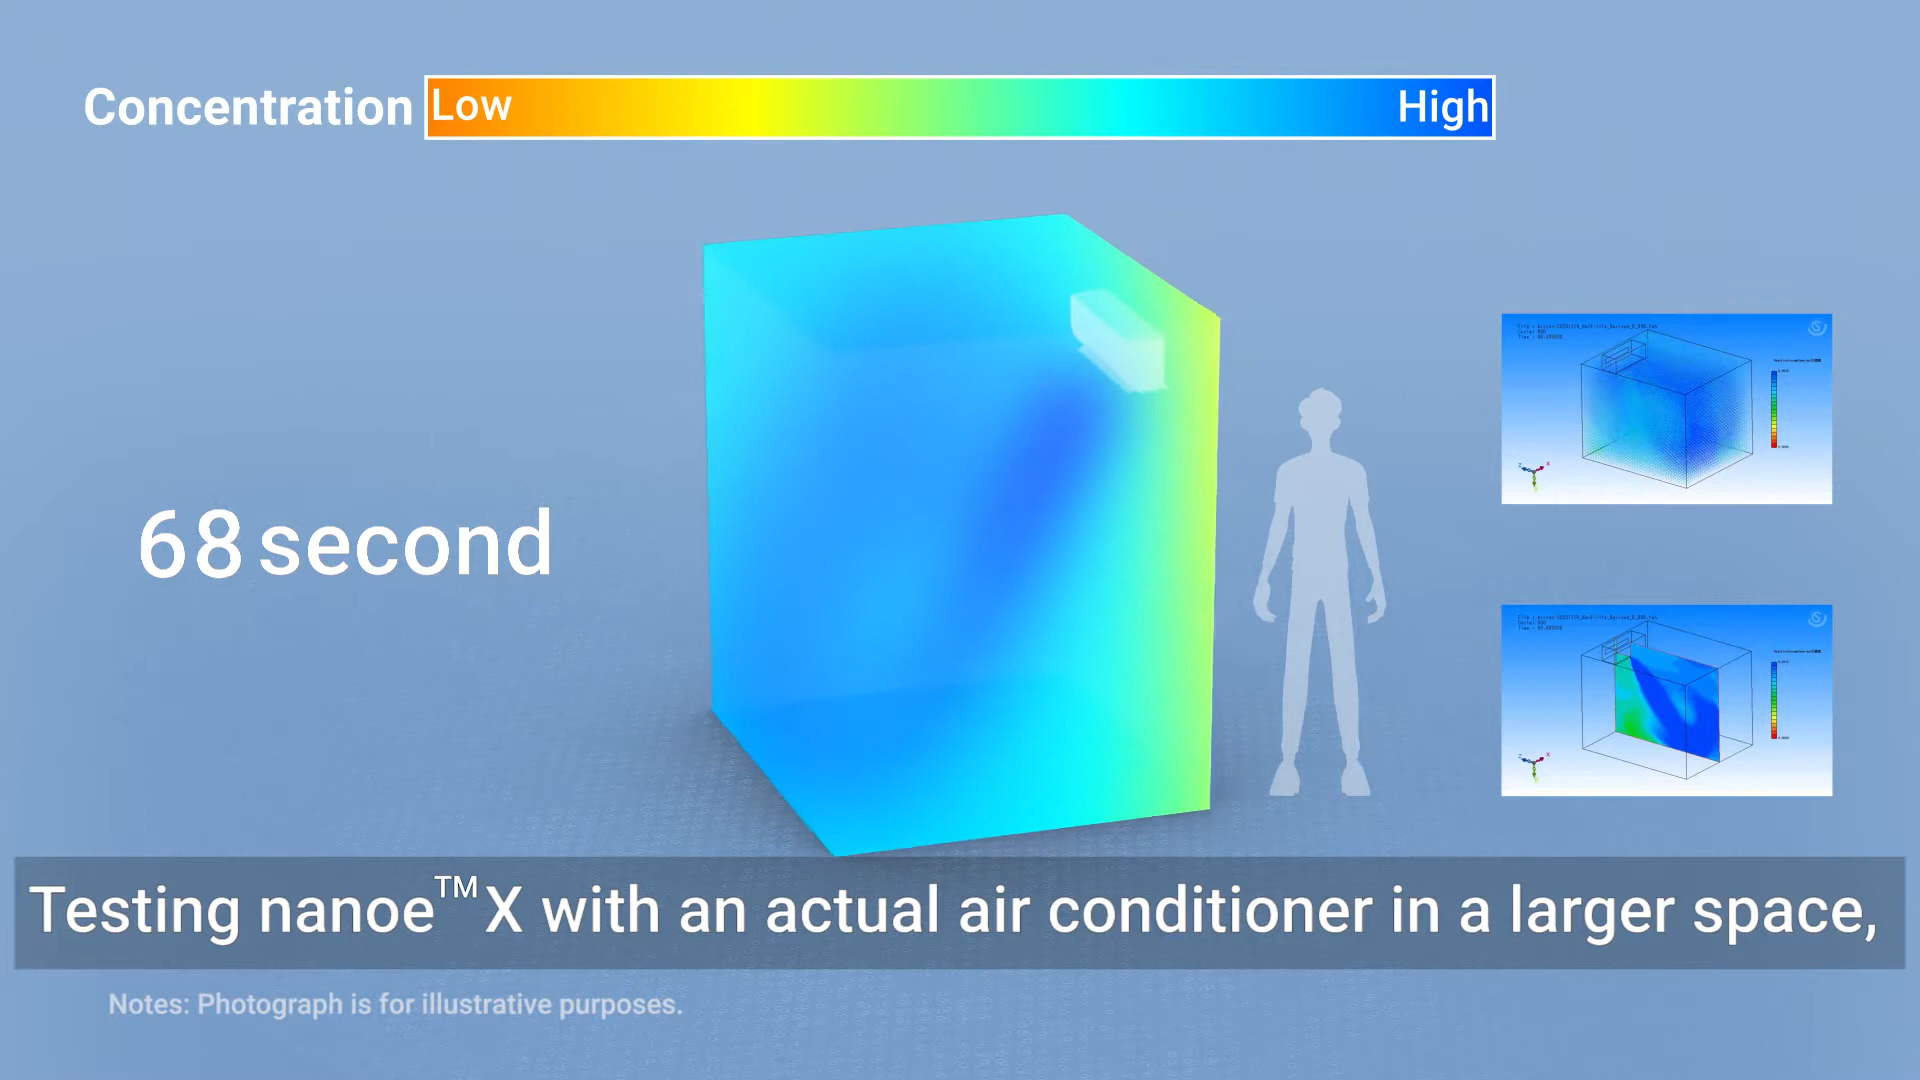 Concentration Low High
68 second
Testing nanoe™X with an actual air conditioner in a larger space,
Notes: Photograph is for illustrative purposes.